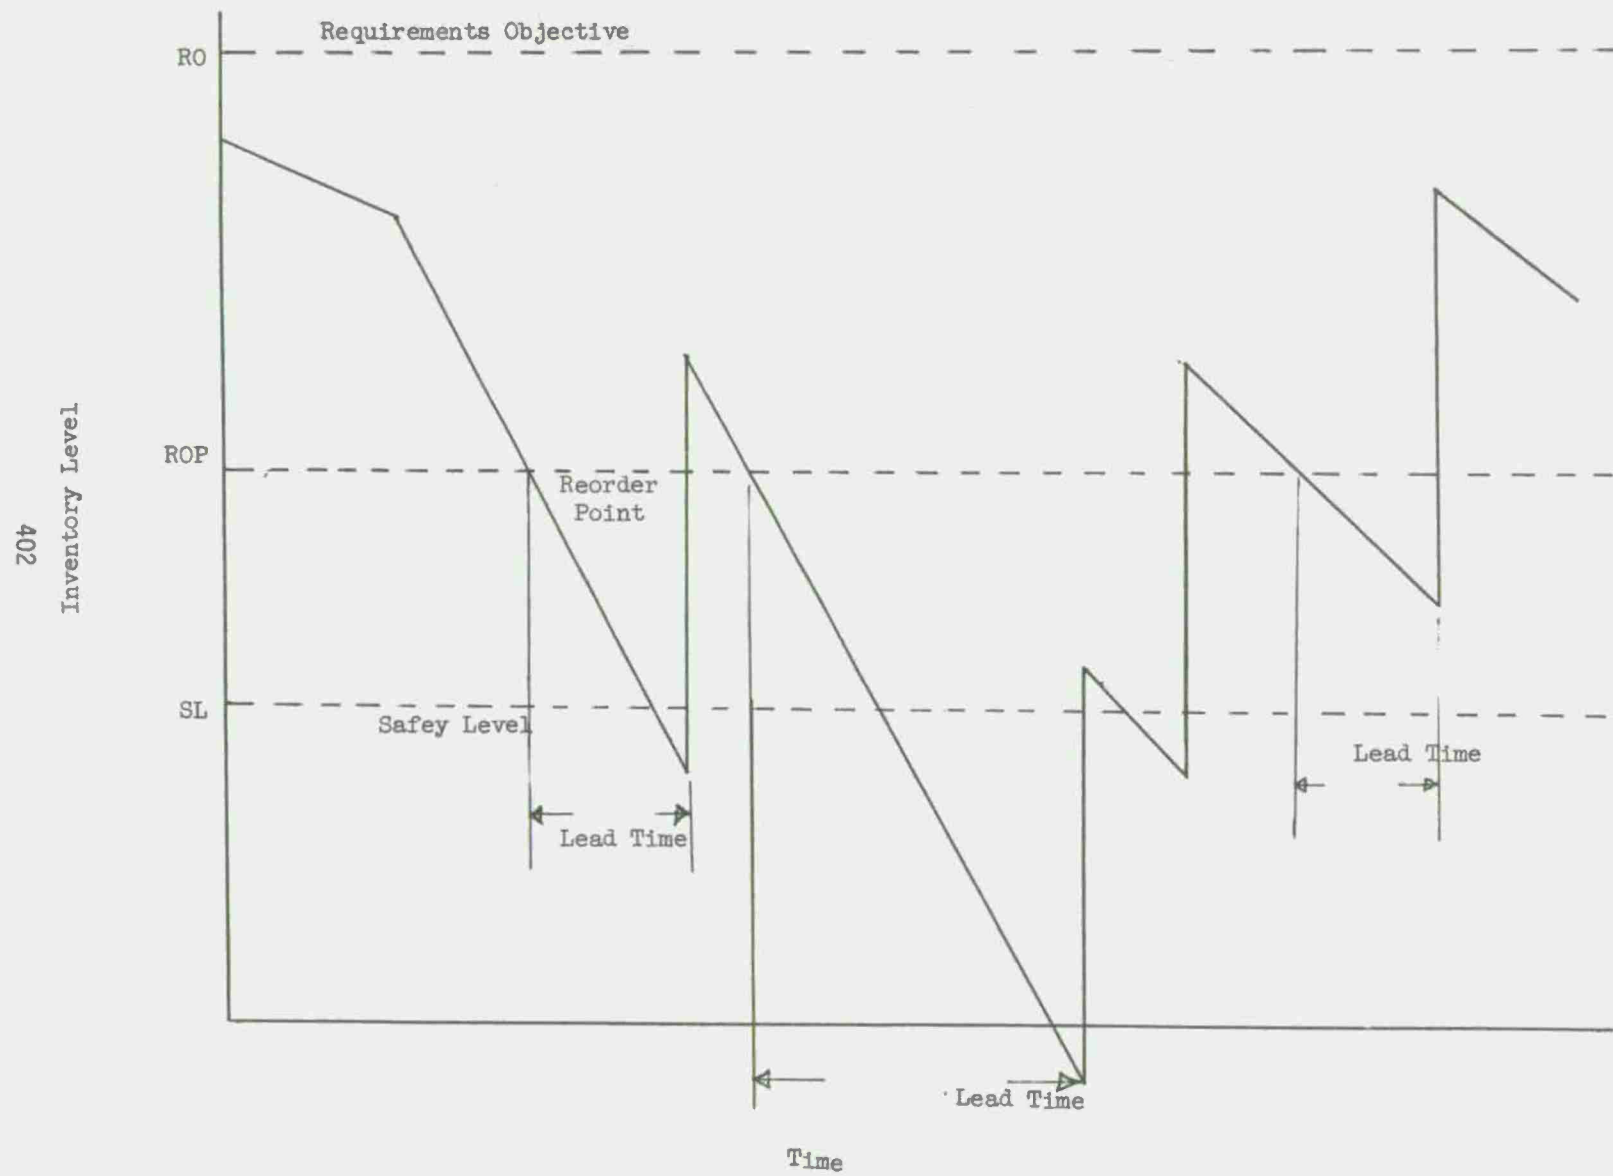 Requirements Objective
RO
ROP
Reorder
Point
Inventory Level
402
SL
Safey Level
Lead Time
Lead Time
Lead Time
Time